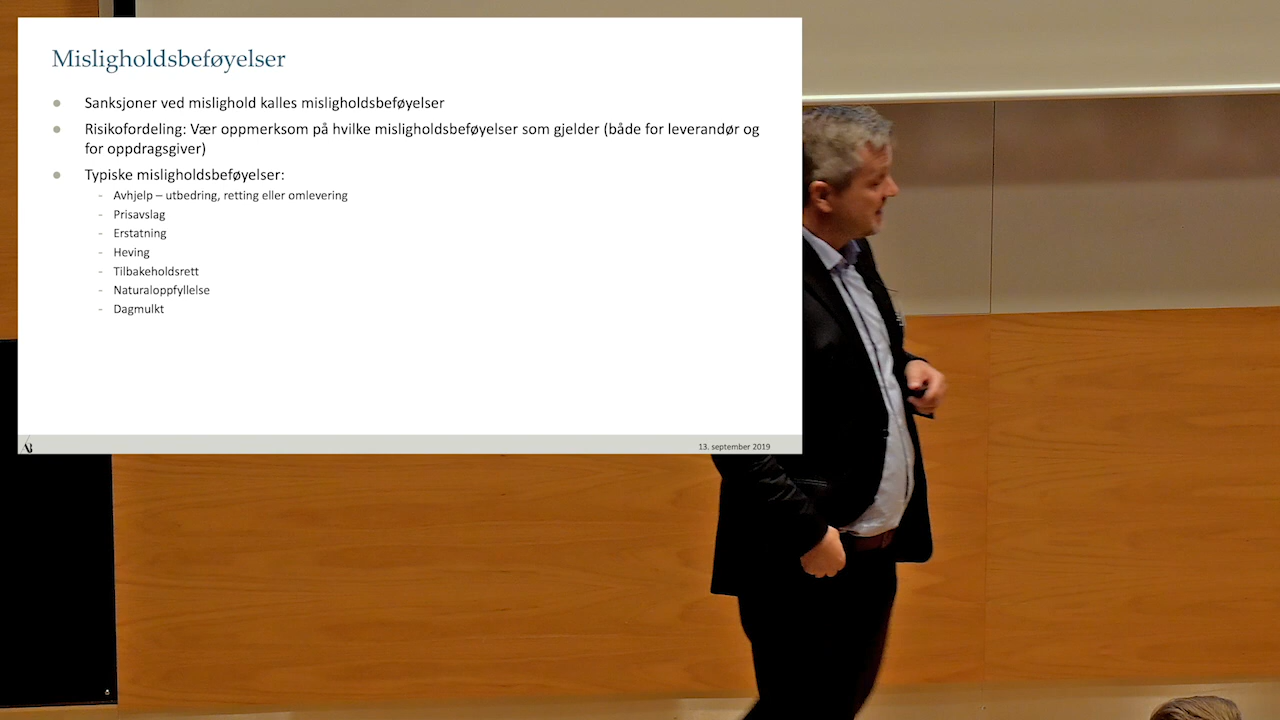 Misligholdsbeføyelser
● Sanksjoner ved mislighold kalles misligholdsbeføyelser
● Risikofordeling: Vær oppmerksom på hvilke misligholdsbeføyelser som gjelder (både for leverandør og
for oppdragsgiver)
● Typiske misligholdsbeføyelser:
- Avhjelp – utbedring, retting eller omlevering
- Prisavslag
- Erstatning
- Heving
- Tilbakeholdsrett
- Naturaloppfyllelse
- Dagmulkt
AB
13. september 2019